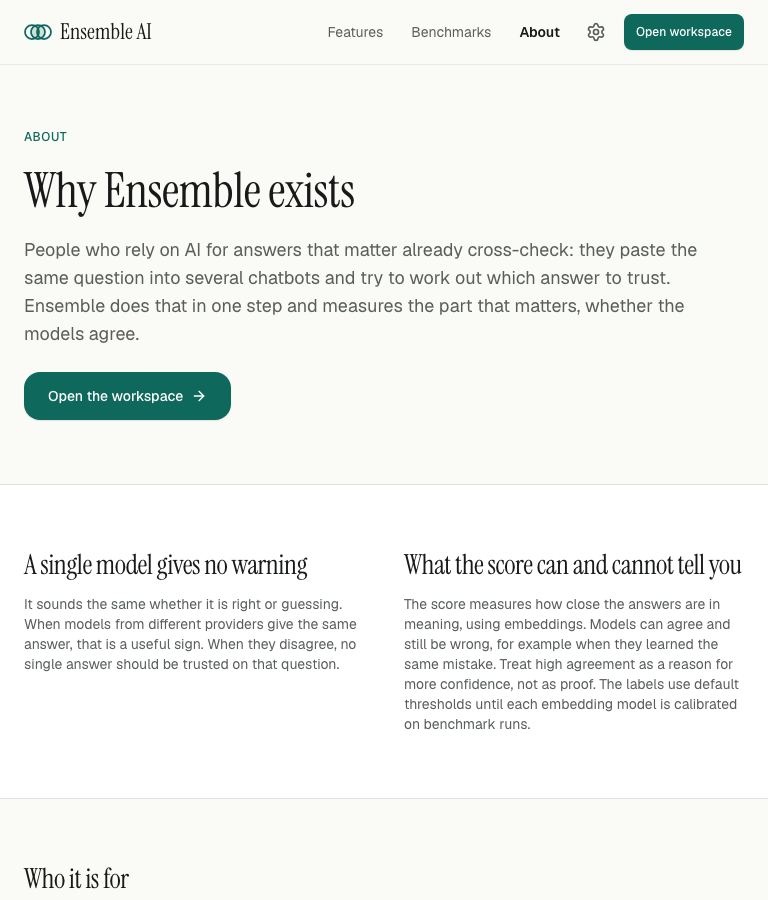 Ensemble AI
Features
Benchmarks
About
Open workspace
ABOUT
Why Ensemble exists
People who rely on AI for answers that matter already cross-check: they paste the
same question into several chatbots and try to work out which answer to trust.
Ensemble does that in one step and measures the part that matters, whether the
models agree.
Open the workspace
A single model gives no warning
It sounds the same whether it is right or guessing.
When models from different providers give the same
answer, that is a useful sign. When they disagree, no
single answer should be trusted on that question.
What the score can and cannot tell you
The score measures how close the answers are in
meaning, using embeddings. Models can agree and
still be wrong, for example when they learned the
same mistake. Treat high agreement as a reason for
more confidence, not as proof. The labels use default
thresholds until each embedding model is calibrated
on benchmark runs.
Who it is for